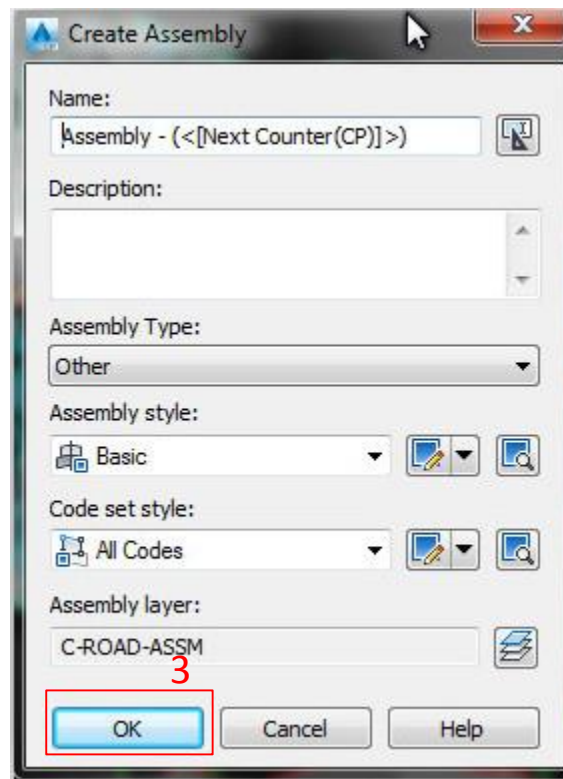 Create Assembly
Name:
Assembly - (<[Next Counter(CP)]>)
Description:
Assembly Type:
Other
Assembly style:
Basic
Code set style:
All Codes
Assembly layer:
C-ROAD-ASSM
3
OK Cancel Help